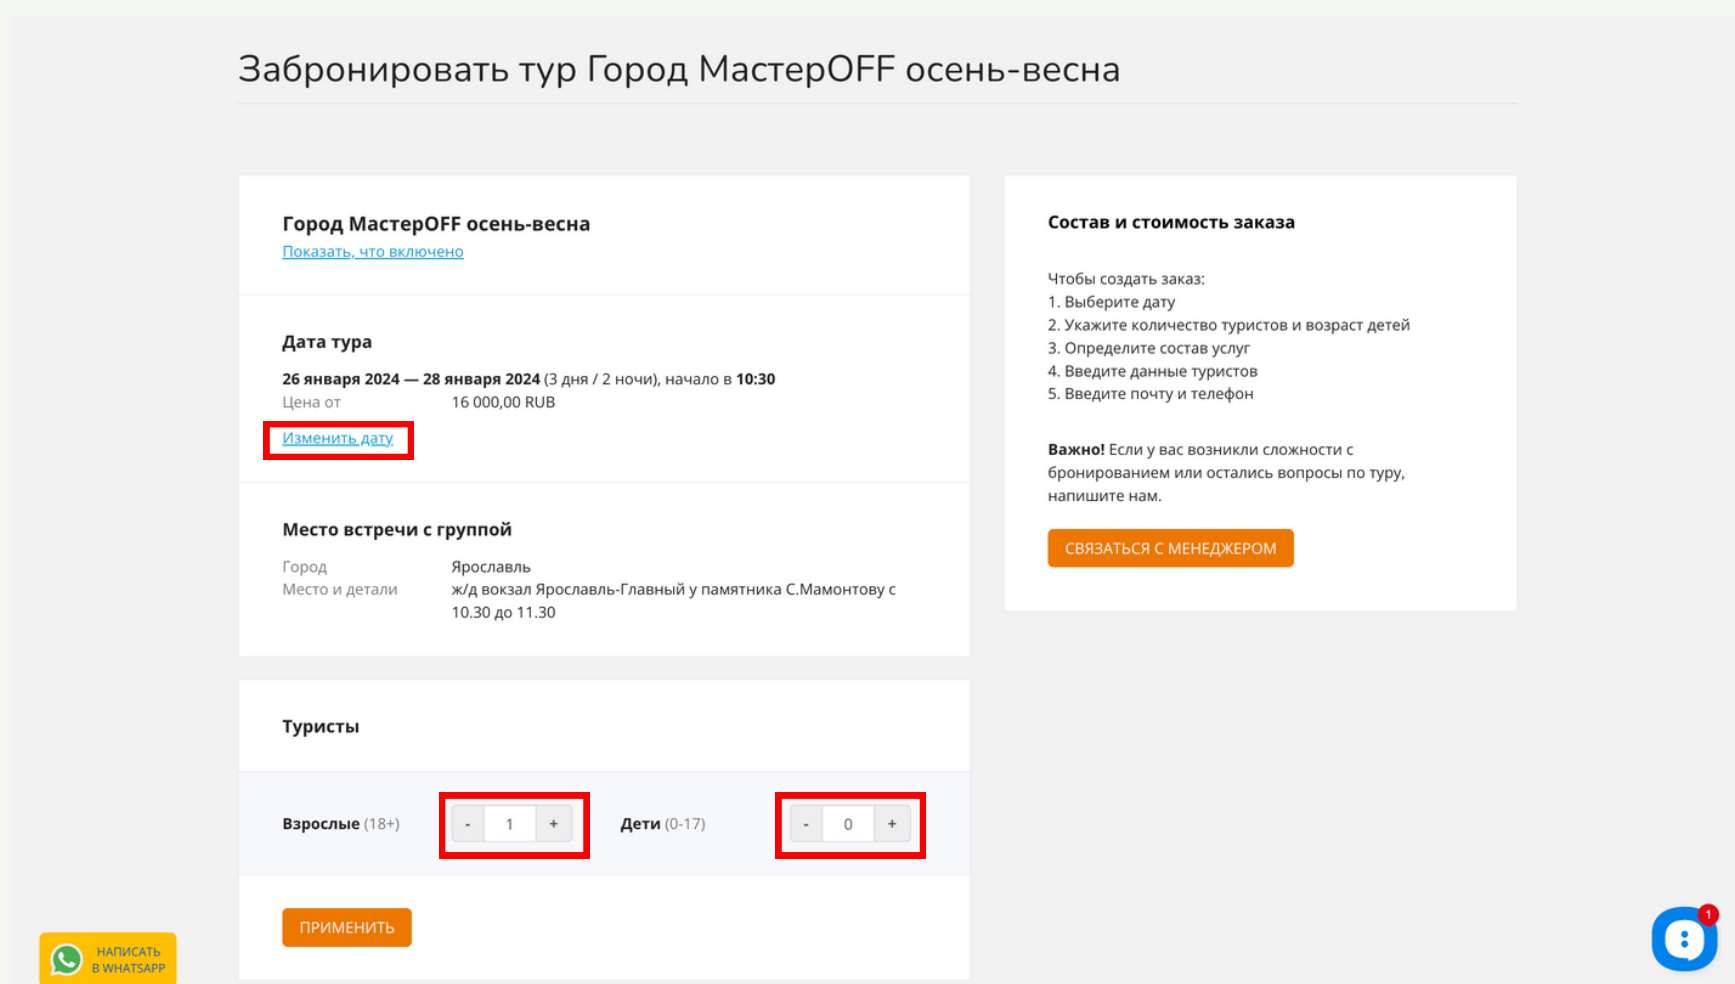 Забронировать тур Город МастерOFF осень-весна
Город МастерOFF осень-весна
Показать, что включено
Дата тура
26 января 2024 — 28 января 2024 (3 дня / 2 ночи), начало в 10:30
Цена от 16 000,00 RUB
Изменить дату
Место встречи с группой
Город Ярославль
Место и детали ж/д вокзал Ярославль-Главный у памятника С.Мамонтову с
10.30 до 11.30
Туристы
Взрослые (18+) - 1 + Дети (0-17) - 0 +
ПРИМЕНИТЬ
Состав и стоимость заказа
Чтобы создать заказ:
1. Выберите дату
2. Укажите количество туристов и возраст детей
3. Определите состав услуг
4. Введите данные туристов
5. Введите почту и телефон
Важно! Если у вас возникли сложности с
бронированием или остались вопросы по туру,
напишите нам.
СВЯЗАТЬСЯ С МЕНЕДЖЕРОМ
НАПИСАТЬ
В WHATSAPP
1